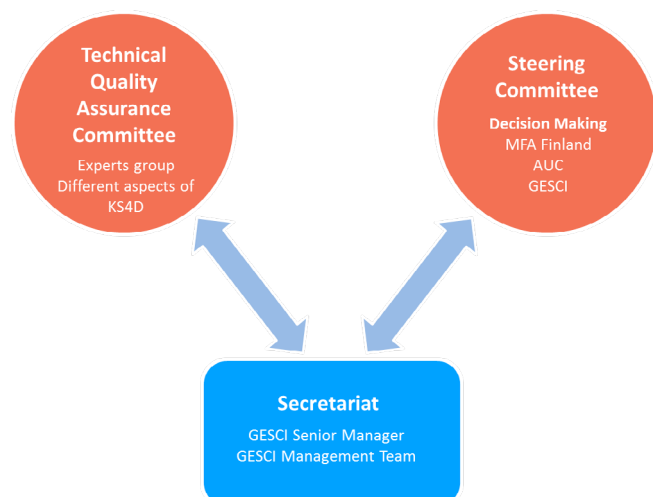 Technical
Quality
Assurance
Committee
Experts group
Different aspects of
KS4D
Steering
Committee
Decision Making
MFA Finland
AUC
GESCI
Secretariat
GESCI Senior Manager
GESCI Management Team